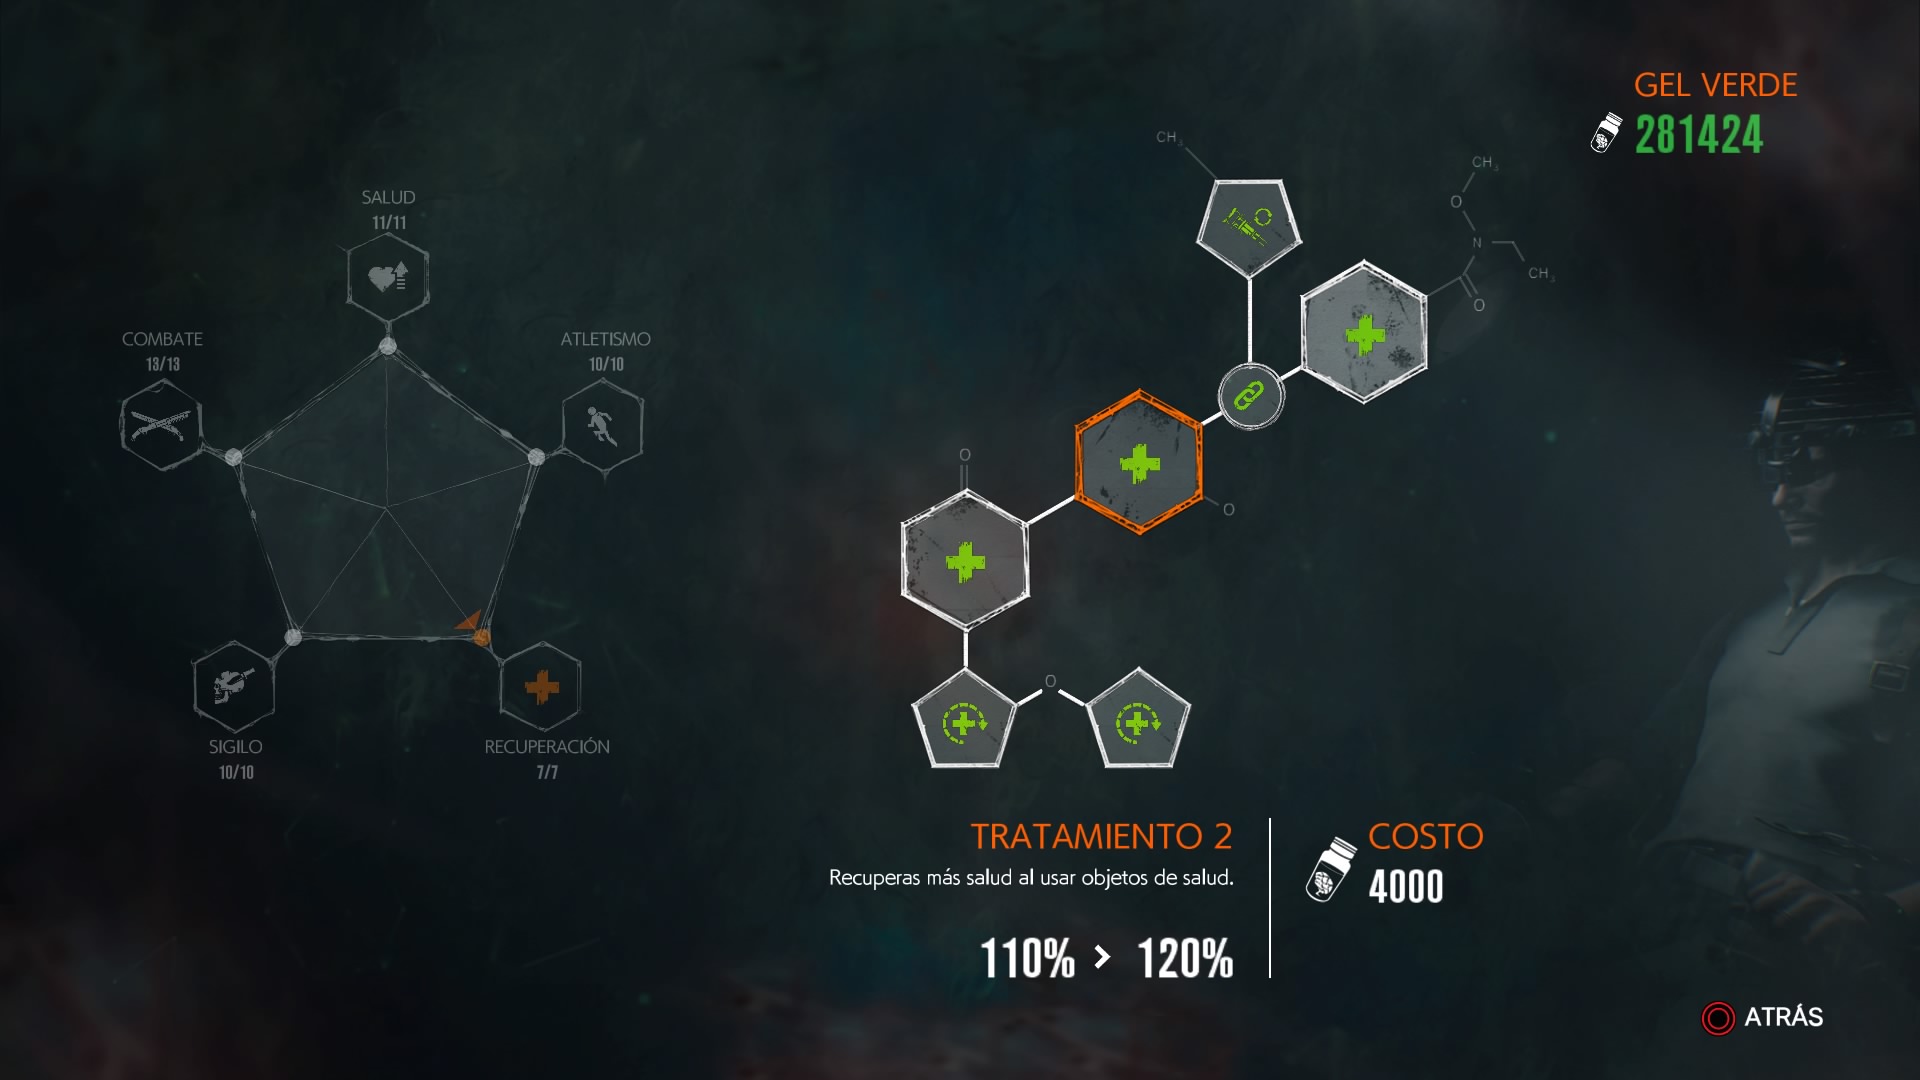 GEL VERDE
281424
SALUD
11/11
COMBATE
13/13
ATLETISMO
10/10
SIGILO
10/10
RECUPERACIÓN
7/7
CH₃
CH₃
O
N
CH₃
O
O
O
O
TRATAMIENTO 2
Recuperas más salud al usar objetos de salud.
110% > 120%
COSTO
4000
ATRÁS